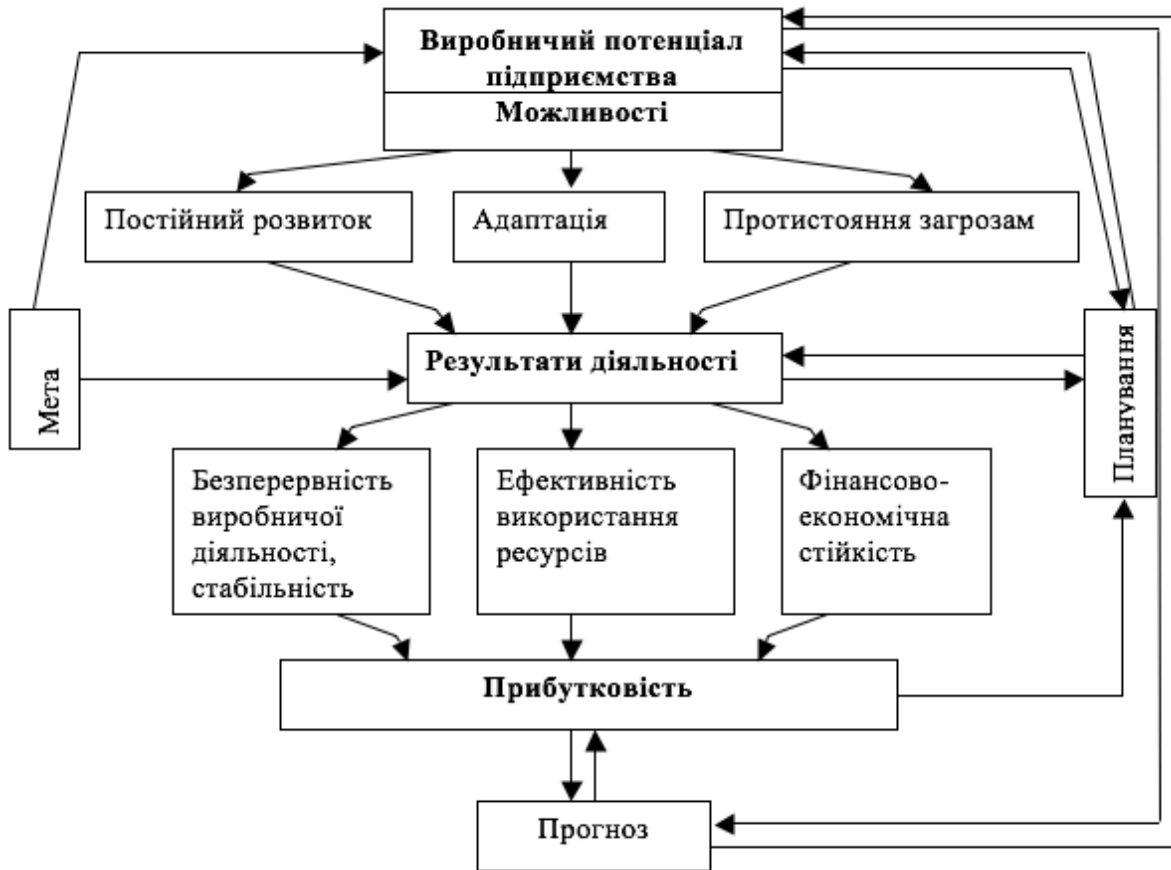 Виробничий потенціал
підприємства
Можливості
Постійний розвиток
Адаптація
Протистояння загрозам
Мета
Результати діяльності
Планування
Безперервність
виробничої
діяльності,
стабільність
Ефективність
використання
ресурсів
Фінансово-
економічна
стійкість
Прибутковість
Прогноз